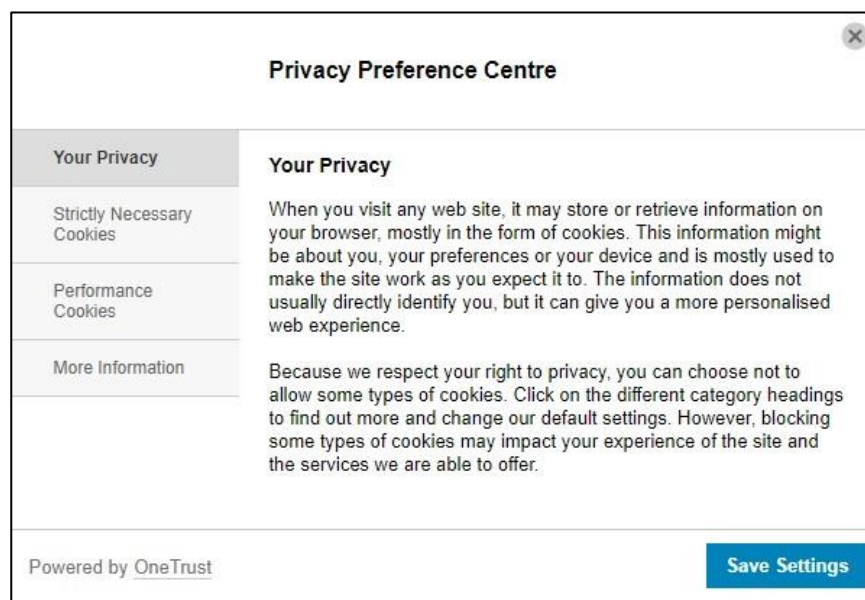 Privacy Preference Centre
Your Privacy
Strictly Necessary
Cookies
Performance
Cookies
More Information
Your Privacy
When you visit any web site, it may store or retrieve information on
your browser, mostly in the form of cookies. This information might
be about you, your preferences or your device and is mostly used to
make the site work as you expect it to. The information does not
usually directly identify you, but it can give you a more personalised
web experience.
Because we respect your right to privacy, you can choose not to
allow some types of cookies. Click on the different category headings
to find out more and change our default settings. However, blocking
some types of cookies may impact your experience of the site and
the services we are able to offer.
Powered by OneTrust
Save Settings